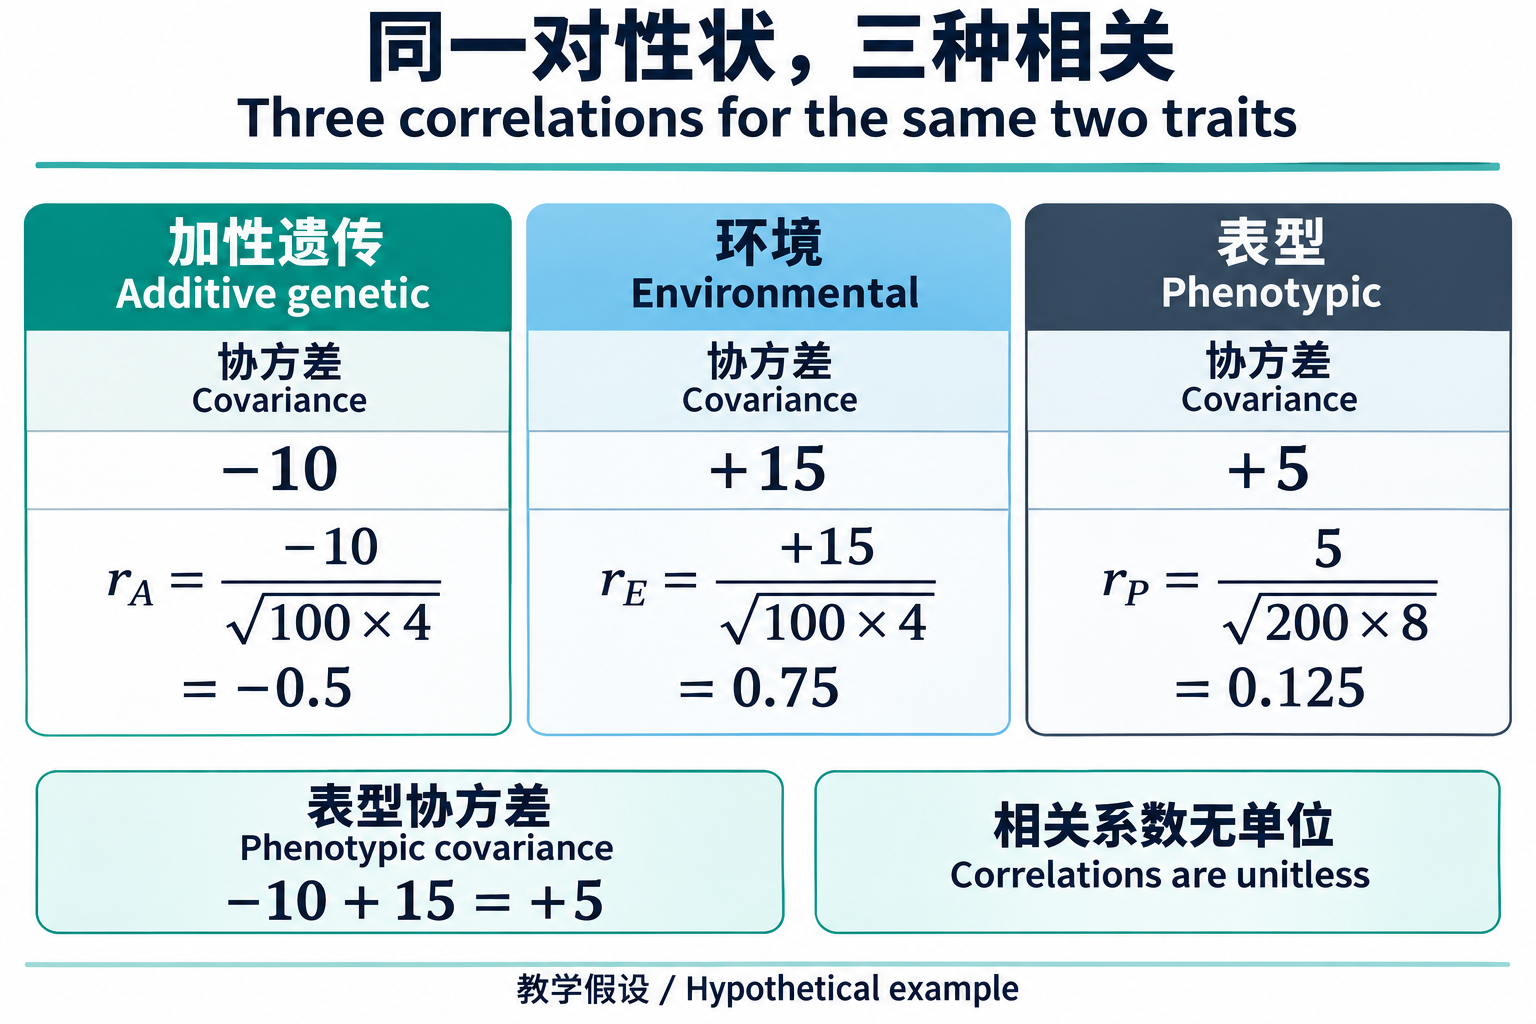 同一对性状，三种相关
Three correlations for the same two traits
加性遗传
Additive genetic
协方差
Covariance
−10
r_A = −10 / √(100 × 4)
= −0.5
环境
Environmental
协方差
Covariance
+15
r_E = +15 / √(100 × 4)
= 0.75
表型
Phenotypic
协方差
Covariance
+5
r_P = 5 / √(200 × 8)
= 0.125
表型协方差
Phenotypic covariance
−10 + 15 = +5
相关系数无单位
Correlations are unitless
教学假设 / Hypothetical example